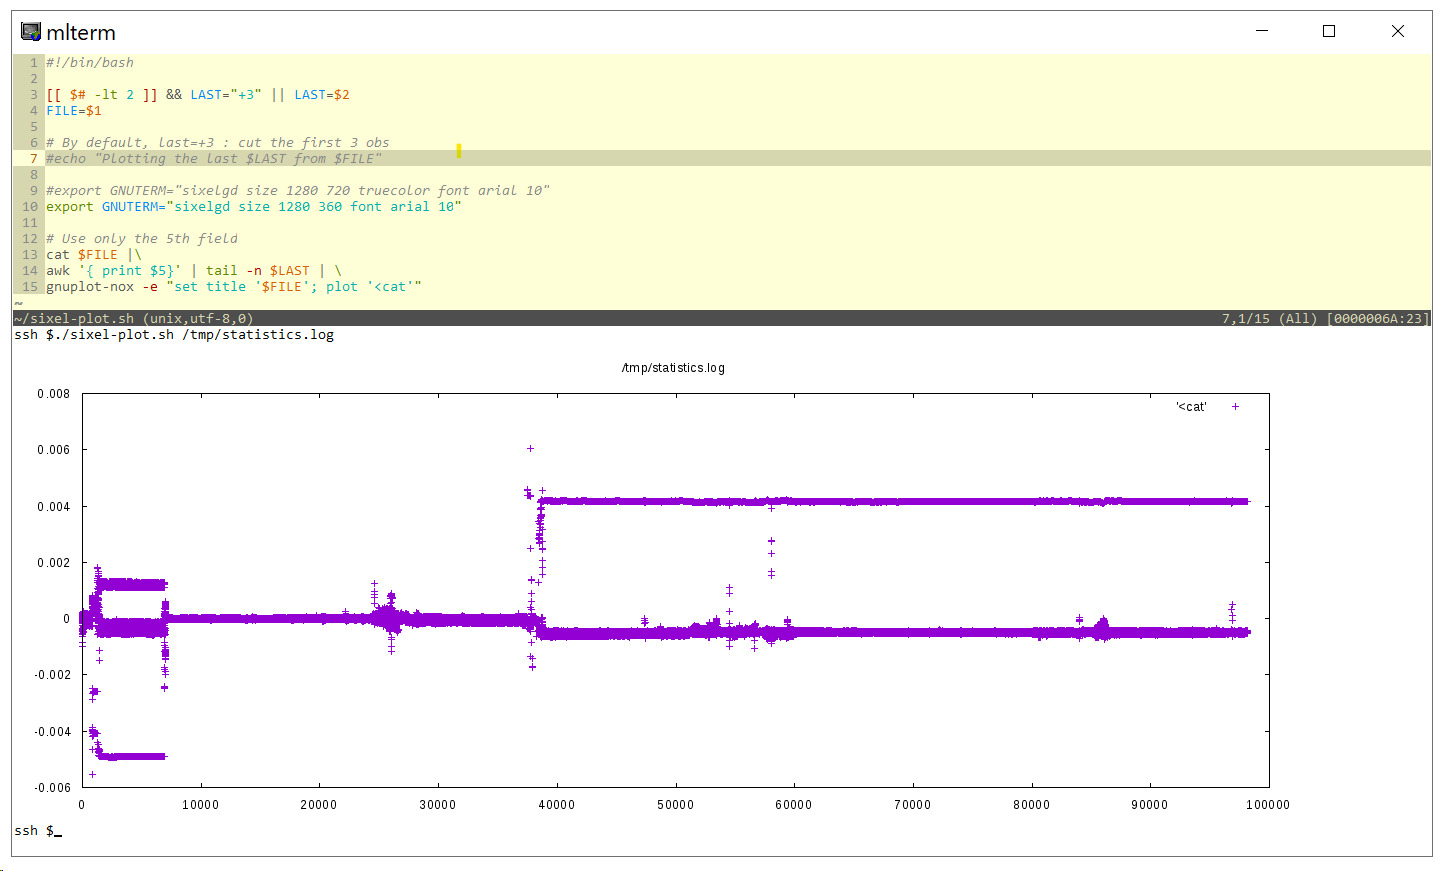 mlterm
1 #!/bin/bash
2
3 [[ $# -lt 2 ]] && LAST="+3" || LAST=$2
4 FILE=$1
5
6 # By default, last=+3 : cut the first 3 obs
7 #echo "Plotting the last $LAST from $FILE"
8
9 #export GNUTERM="sixelgd size 1280 720 truecolor font arial 10"
10 export GNUTERM="sixelgd size 1280 360 font arial 10"
11
12 # Use only the 5th field
13 cat $FILE |\
14 awk '{ print $5}' | tail -n $LAST | \
15 gnuplot-nox -e "set title '$FILE'; plot '<cat'"
~
~/sixel-plot.sh (unix,utf-8,0) 7,1/15 (All) [0000006A:23]
ssh $./sixel-plot.sh /tmp/statistics.log
/tmp/statistics.log
0.008
'<cat'
0.006
0.004
0.002
0
-0.002
-0.004
-0.006
0 10000 20000 30000 40000 50000 60000 70000 80000 90000 100000
ssh $_